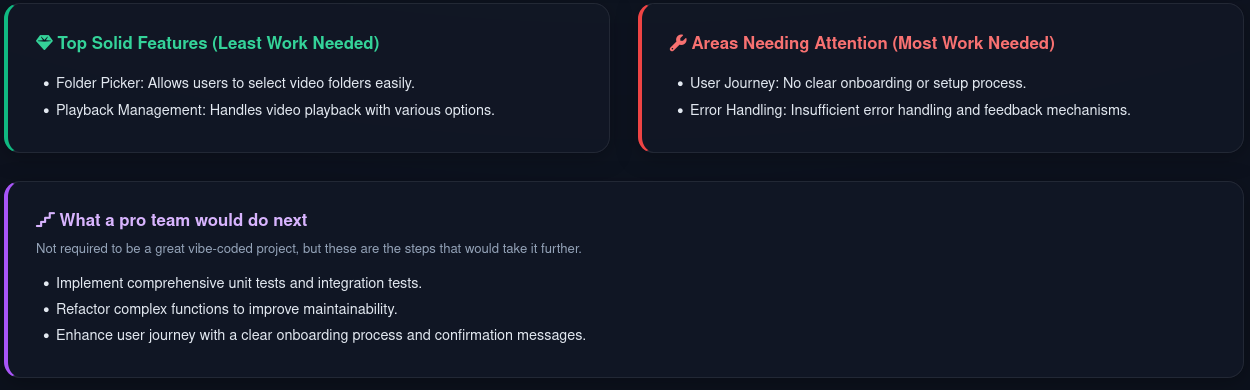 Top Solid Features (Least Work Needed)
• Folder Picker: Allows users to select video folders easily.
• Playback Management: Handles video playback with various options.
Areas Needing Attention (Most Work Needed)
• User Journey: No clear onboarding or setup process.
• Error Handling: Insufficient error handling and feedback mechanisms.
What a pro team would do next
Not required to be a great vibe-coded project, but these are the steps that would take it further.
• Implement comprehensive unit tests and integration tests.
• Refactor complex functions to improve maintainability.
• Enhance user journey with a clear onboarding process and confirmation messages.